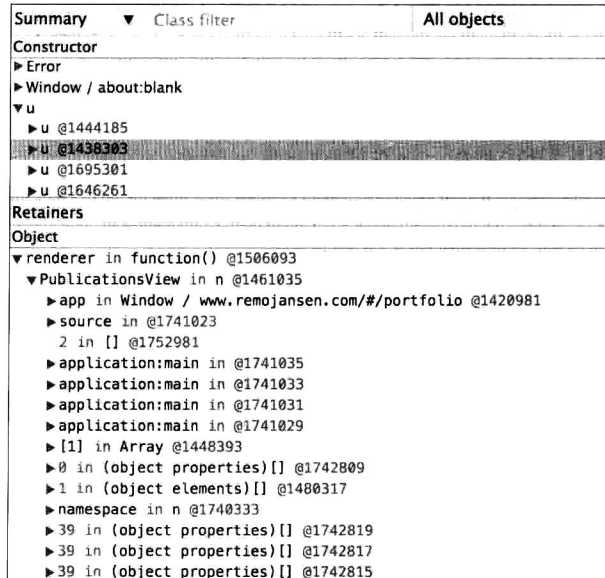 Summary ▼ Class filter All objects
Constructor
▶Error
▶Window / about:blank
▼u
▶u @1444185
▶u @1438303
▶u @1695301
▶u @1646261
Retainers
Object
▼renderer in function() @1506093
▼PublicationsView in n @1461035
▶app in Window / www.remojansen.com/#/portfolio @1420981
▶source in @1741023
2 in [] @1752981
▶application:main in @1741035
▶application:main in @1741033
▶application:main in @1741031
▶application:main in @1741029
▶[1] in Array @1448393
▶0 in (object properties)[] @1742809
▶1 in (object elements)[] @1480317
▶namespace in n @1740333
▶39 in (object properties)[] @1742819
▶39 in (object properties)[] @1742817
▶39 in (object properties)[] @1742815